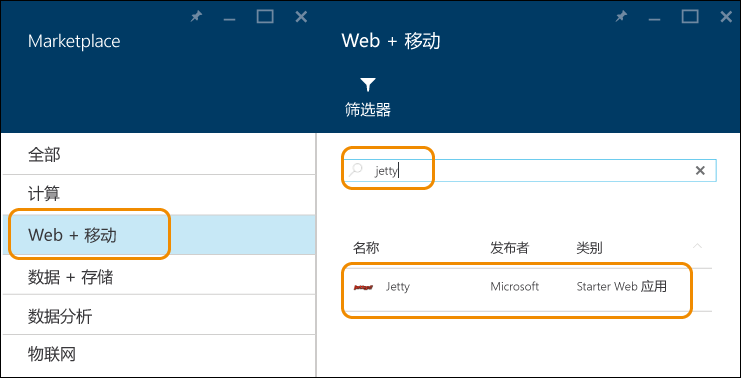 Marketplace
全部
计算
Web + 移动
数据 + 存储
数据分析
物联网
Web + 移动
筛选器
jetty
名称 发布者 类别
Jetty Microsoft Starter Web 应用